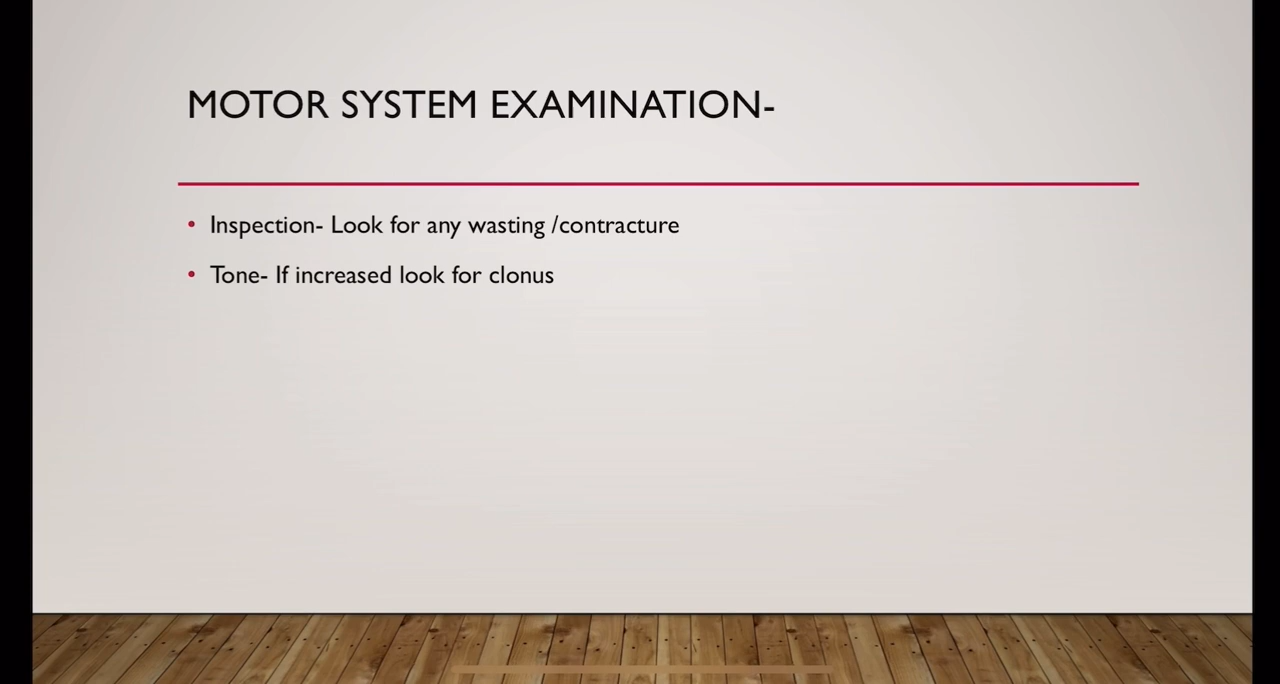 MOTOR SYSTEM EXAMINATION-
• Inspection- Look for any wasting /contracture
• Tone- If increased look for clonus